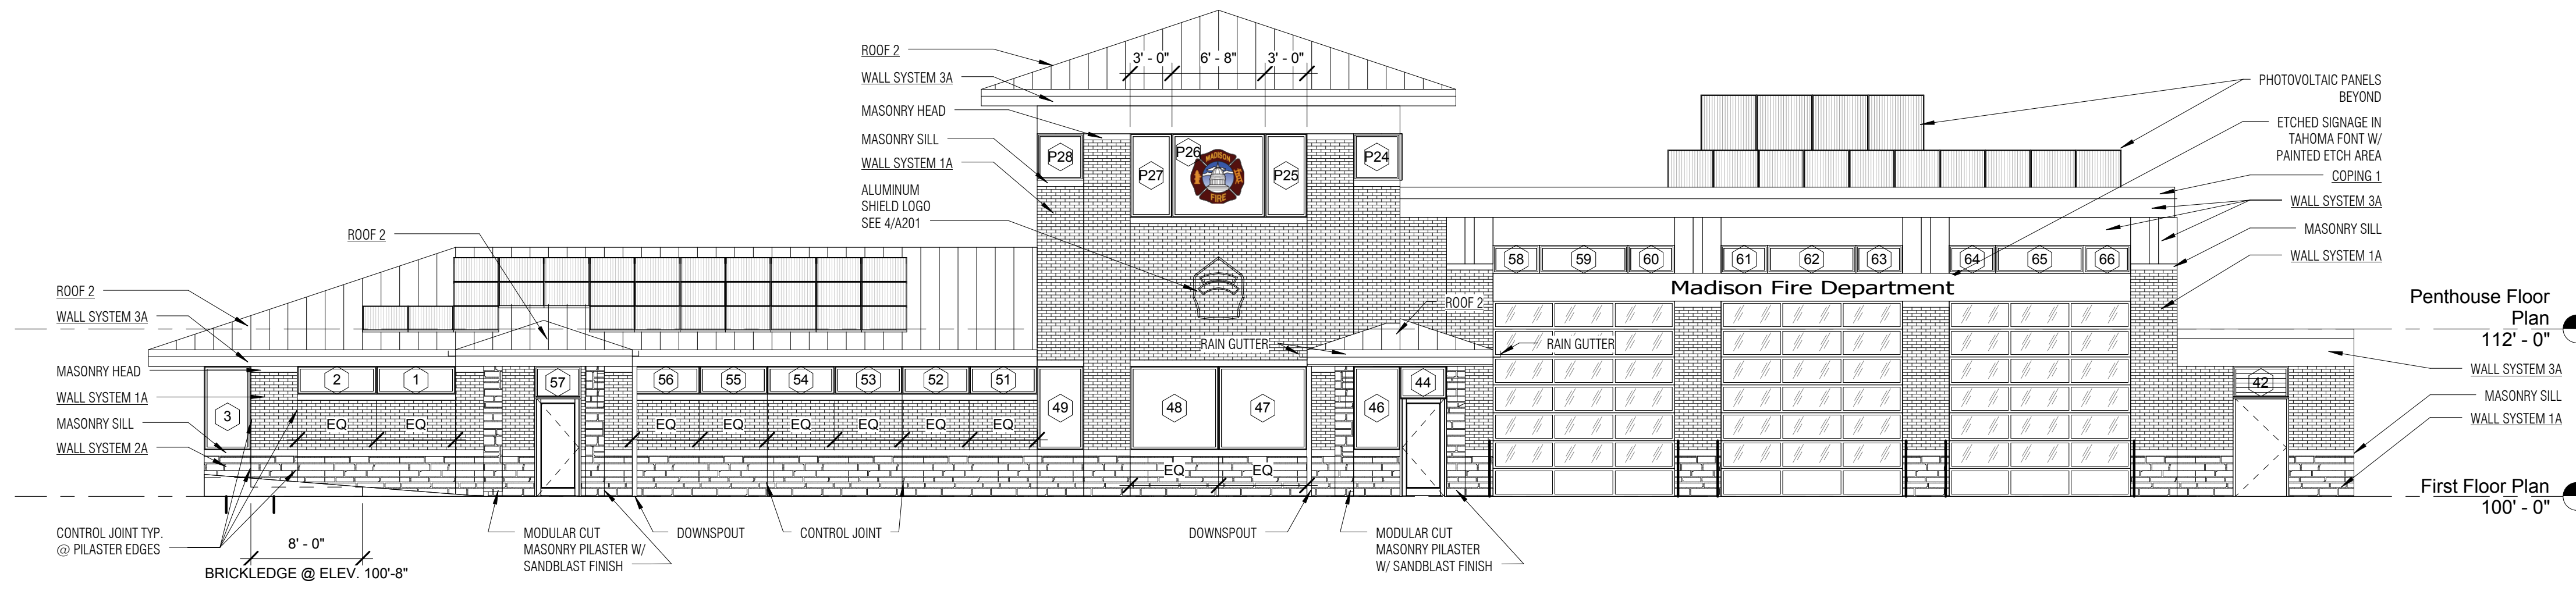 ROOF 2
WALL SYSTEM 3A
MASONRY HEAD
MASONRY SILL
WALL SYSTEM 1A
ALUMINUM
SHIELD LOGO
SEE 4/A201
3' - 0"
6' - 8"
3' - 0"
P28
P27
P26
MADISON
FIRE
P25
P24
PHOTOVOLTAIC PANELS
BEYOND
ETCHED SIGNAGE IN
TAHOMA FONT W/
PAINTED ETCH AREA
COPING 1
WALL SYSTEM 3A
MASONRY SILL
WALL SYSTEM 1A
ROOF 2
ROOF 2
WALL SYSTEM 3A
MASONRY HEAD
WALL SYSTEM 1A
MASONRY SILL
WALL SYSTEM 2A
58
59
60
61
62
63
64
65
66
Madison Fire Department
ROOF 2
RAIN GUTTER
RAIN GUTTER
Penthouse Floor
Plan
112' - 0"
WALL SYSTEM 3A
MASONRY SILL
WALL SYSTEM 1A
3
2
1
57
56
55
54
53
52
51
49
48
47
46
44
42
EQ
EQ
EQ
EQ
EQ
EQ
EQ
EQ
EQ
EQ
First Floor Plan
100' - 0"
CONTROL JOINT TYP.
@ PILASTER EDGES
8' - 0"
BRICKLEDGE @ ELEV. 100'-8"
MODULAR CUT
MASONRY PILASTER W/
SANDBLAST FINISH
DOWNSPOUT
CONTROL JOINT
DOWNSPOUT
MODULAR CUT
MASONRY PILASTER
W/ SANDBLAST FINISH